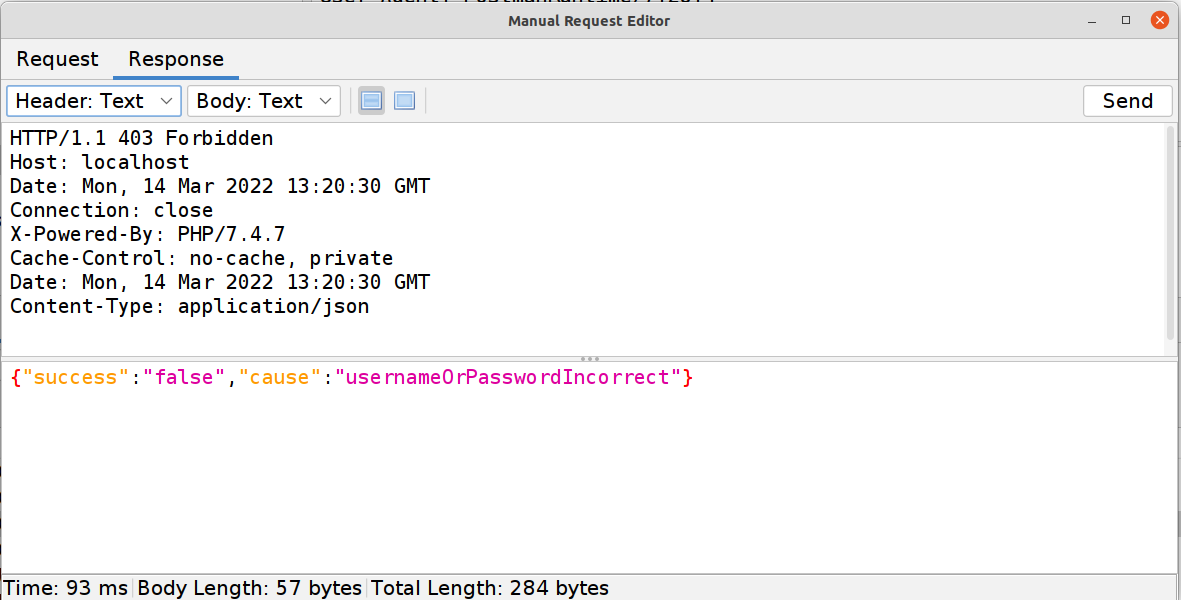 Manual Request Editor
Request Response
Header: Text Body: Text Send
HTTP/1.1 403 Forbidden
Host: localhost
Date: Mon, 14 Mar 2022 13:20:30 GMT
Connection: close
X-Powered-By: PHP/7.4.7
Cache-Control: no-cache, private
Date: Mon, 14 Mar 2022 13:20:30 GMT
Content-Type: application/json
{"success":"false","cause":"usernameOrPasswordIncorrect"}
Time: 93 ms Body Length: 57 bytes Total Length: 284 bytes